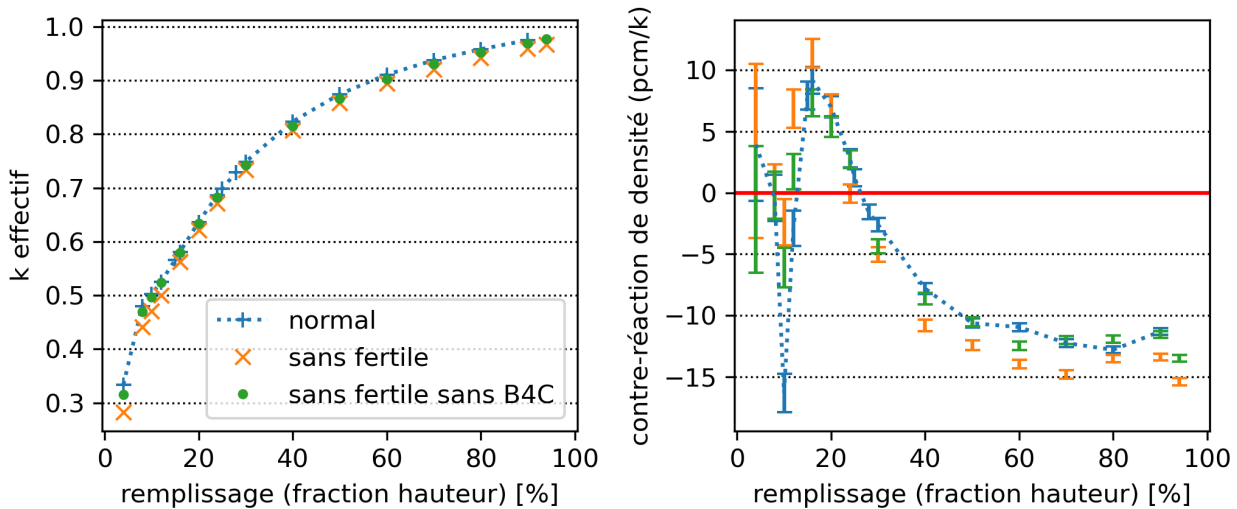 k effectif
1.0
0.9
0.8
0.7
0.6
0.5
0.4
0.3
normal
sans fertile
sans fertile sans B4C
0 20 40 60 80 100
remplissage (fraction hauteur) [%]
contre-réaction de densité (pcm/k)
10
5
0
−5
−10
−15
0 20 40 60 80 100
remplissage (fraction hauteur) [%]